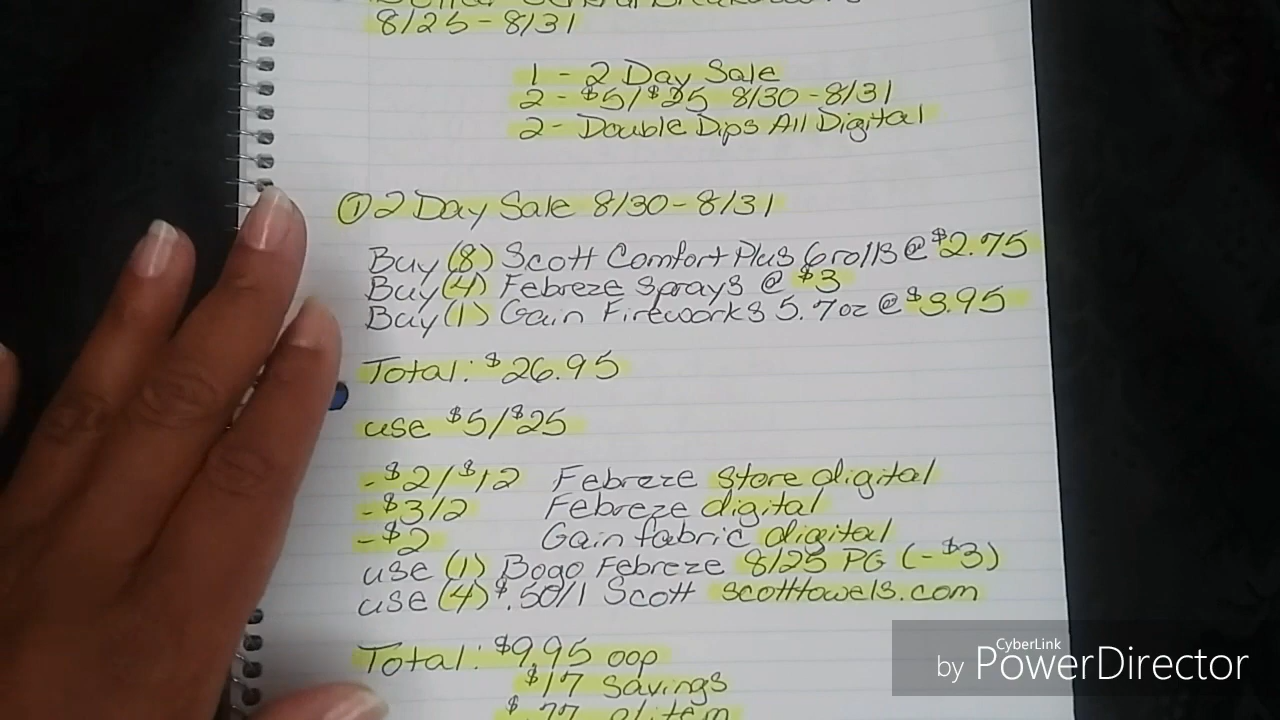 8/25 - 8/31
1 - 2 Day Sale
2 - $5/$25 8/30 - 8/31
2 - Double Dips All Digital
① 2 Day Sale 8/30 - 8/31
Buy (8) Scott Comfort Plus 6 rolls @ $2.75
Buy (4) Febreze Sprays @ $3
Buy (1) Gain Fireworks 5.7oz @ $3.95
Total: $26.95
use $5/$25
-$2/$12 Febreze store digital
-$3/2 Febreze digital
-$2 Gain fabric digital
use (1) Bogo Febreze 8/25 PG (-$3)
use (4) $.50/1 Scott scotttowels.com
Total: $9.95 oop
$17 savings
CyberLink
by PowerDirector